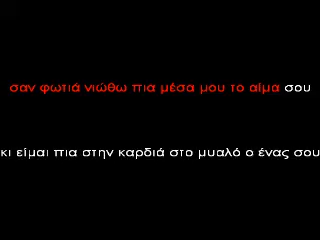 σαν φωτιά νιώθω πια μέσα μου το αίμα σου
κι είμαι πια στην καρδιά στο μυαλό ο ένας σου